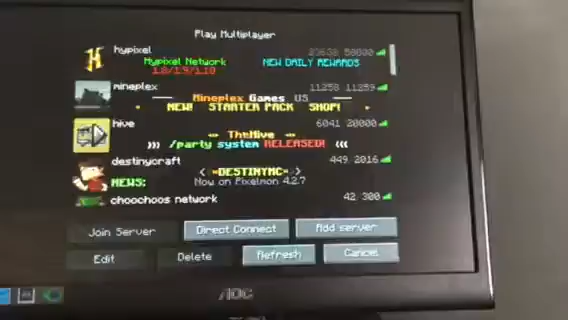 Play Multiplayer
hypixel 58000
Hypixel Network NEW DAILY REWARDS
1.8/1.9/1.10
mineplex 11258 11259
Mineplex Games US
NEW! STARTER PACK SHOP!
hive 6041 20000
TheHive
))) /party system RELEASED! (((
destinycraft 449 2016
< =DESTINYMC= >
NEWS: Now on Pixelmon 4.2.7
choochoos network 42 300
Join Server Direct Connect Add server
Edit Delete Refresh Cancel
AOC